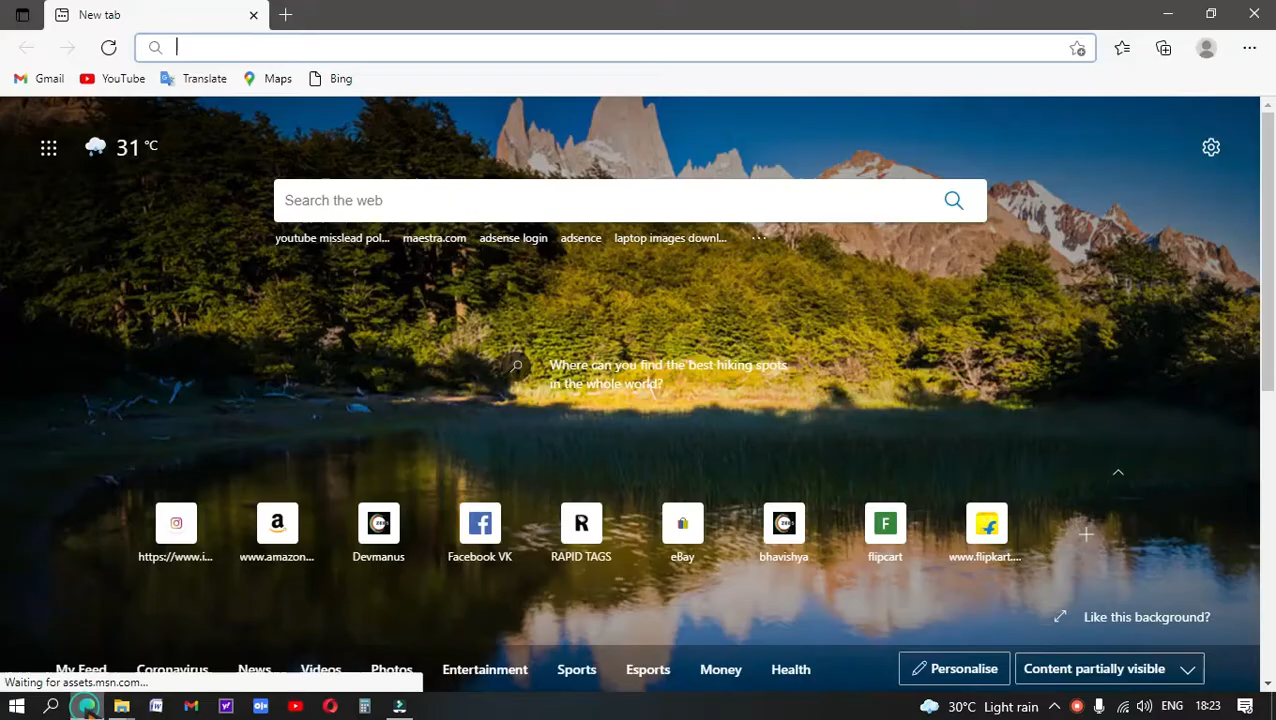 New tab
Gmail YouTube Translate Maps Bing
31 °C
Search the web
youtube misslead pol... maestra.com adsense login adsence laptop images downl... ...
Where can you find the best hiking spots
in the whole world?
https://www.i... www.amazon... Devmanus Facebook VK RAPID TAGS eBay bhavishya flipcart www.flipkart....
Like this background?
My Feed Coronavirus News Videos Photos Entertainment Sports Esports Money Health Personalise Content partially visible
Waiting for assets.msn.com...
30°C Light rain ENG 18:23